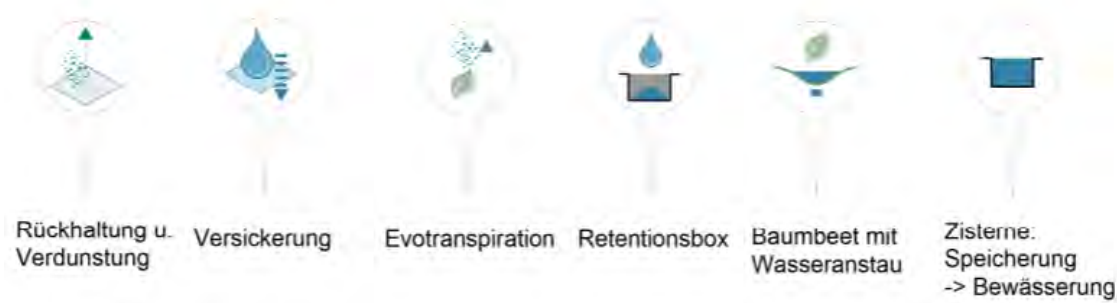 Rückhaltung u.
Verdunstung
Versickerung
Evotranspiration
Retentionsbox
Baumbeet mit
Wasseranstau
Zisterne:
Speicherung
-> Bewässerung